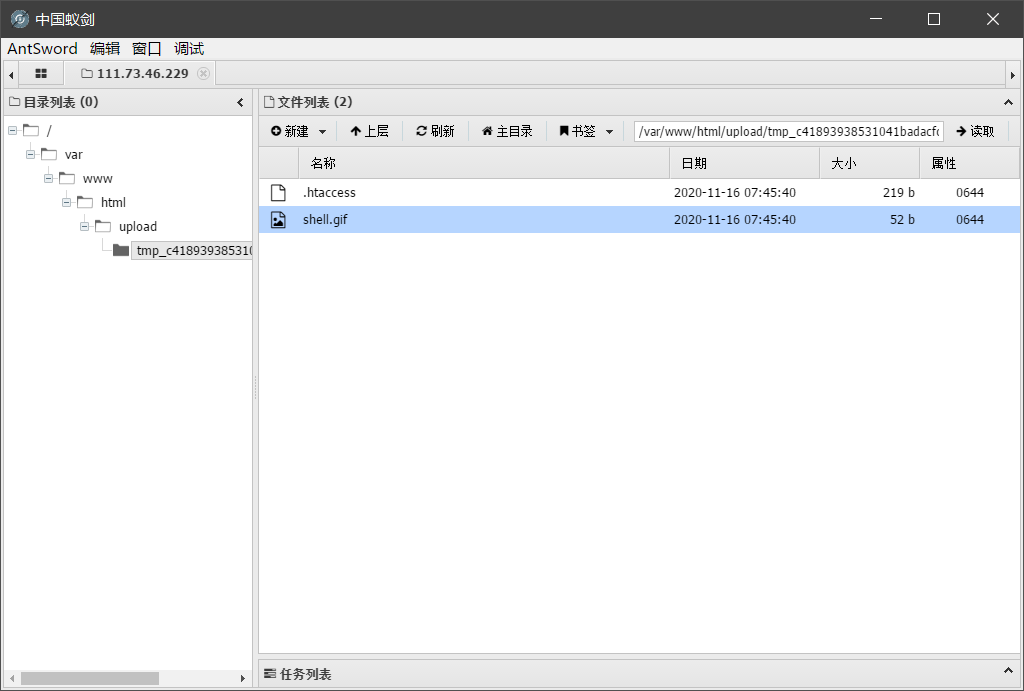 中国蚁剑
AntSword 编辑 窗口 调试
111.73.46.229
目录列表 (0)
/
var
www
html
upload
tmp_c41893938531
文件列表 (2)
新建 上层 刷新 主目录 书签 /var/www/html/upload/tmp_c41893938531041badacf 读取
名称 日期 大小 属性
.htaccess 2020-11-16 07:45:40 219 b 0644
shell.gif 2020-11-16 07:45:40 52 b 0644
任务列表